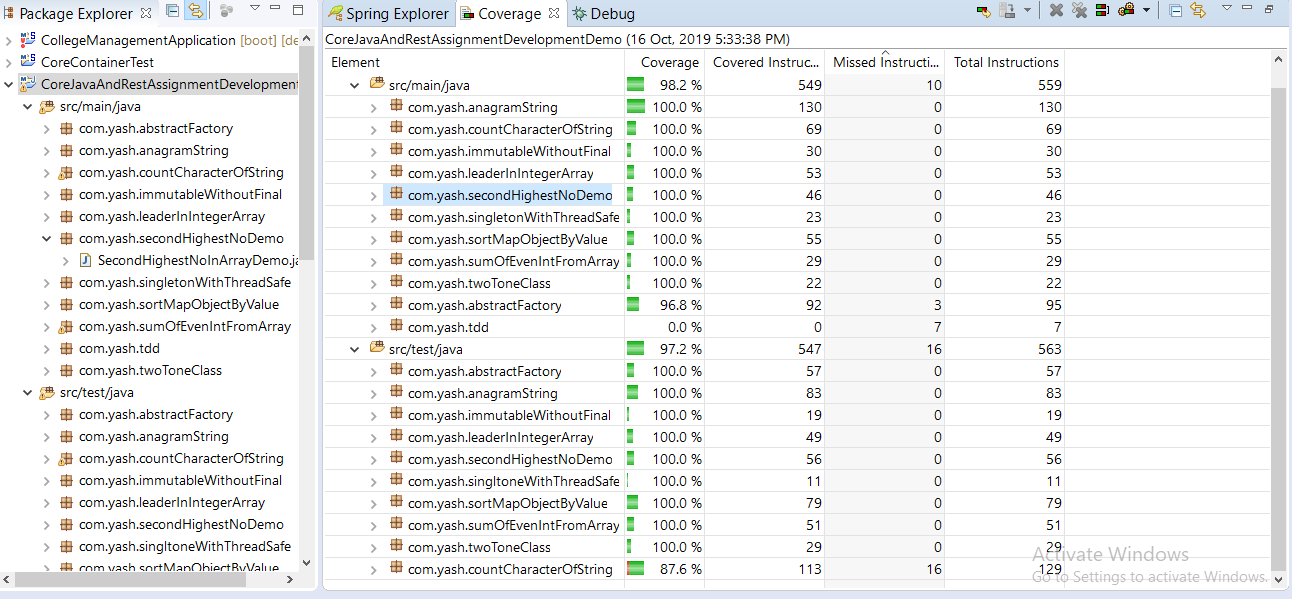 Package Explorer
CollegeManagementApplication [boot] [de
CoreContainerTest
CoreJavaAndRestAssignmentDevelopment
src/main/java
com.yash.abstractFactory
com.yash.anagramString
com.yash.countCharacterOfString
com.yash.immutableWithoutFinal
com.yash.leaderInIntegerArray
com.yash.secondHighestNoDemo
SecondHighestNoInArrayDemo.ja
com.yash.singletonWithThreadSafe
com.yash.sortMapObjectByValue
com.yash.sumOfEvenIntFromArray
com.yash.tdd
com.yash.twoToneClass
src/test/java
com.yash.abstractFactory
com.yash.anagramString
com.yash.countCharacterOfString
com.yash.immutableWithoutFinal
com.yash.leaderInIntegerArray
com.yash.secondHighestNoDemo
com.yash.singltoneWithThreadSafe
com.yash.sortMapObjectByValue
Spring Explorer Coverage Debug
CoreJavaAndRestAssignmentDevelopmentDemo (16 Oct, 2019 5:33:38 PM)
Element Coverage Covered Instruc... Missed Instructi... Total Instructions
src/main/java 98.2 % 549 10 559
com.yash.anagramString 100.0 % 130 0 130
com.yash.countCharacterOfString 100.0 % 69 0 69
com.yash.immutableWithoutFinal 100.0 % 30 0 30
com.yash.leaderInIntegerArray 100.0 % 53 0 53
com.yash.secondHighestNoDemo 100.0 % 46 0 46
com.yash.singletonWithThreadSafe 100.0 % 23 0 23
com.yash.sortMapObjectByValue 100.0 % 55 0 55
com.yash.sumOfEvenIntFromArray 100.0 % 29 0 29
com.yash.twoToneClass 100.0 % 22 0 22
com.yash.abstractFactory 96.8 % 92 3 95
com.yash.tdd 0.0 % 0 7 7
src/test/java 97.2 % 547 16 563
com.yash.abstractFactory 100.0 % 57 0 57
com.yash.anagramString 100.0 % 83 0 83
com.yash.immutableWithoutFinal 100.0 % 19 0 19
com.yash.leaderInIntegerArray 100.0 % 49 0 49
com.yash.secondHighestNoDemo 100.0 % 56 0 56
com.yash.singltoneWithThreadSafe 100.0 % 11 0 11
com.yash.sortMapObjectByValue 100.0 % 79 0 79
com.yash.sumOfEvenIntFromArray 100.0 % 51 0 51
com.yash.twoToneClass 100.0 % 29 0 29
com.yash.countCharacterOfString 87.6 % 113 16 129
Activate Windows
Go to Settings to activate Windows.